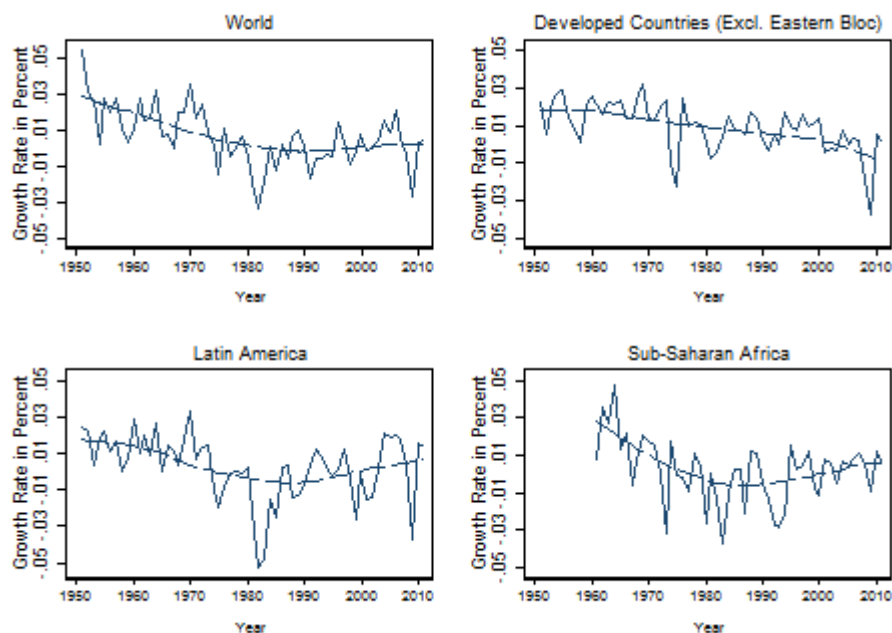 World
Growth Rate in Percent
-.05 -.03 -.01 .01 .03 .05
1950 1960 1970 1980 1990 2000 2010
Year
Developed Countries (Excl. Eastern Bloc)
Growth Rate in Percent
-.05 -.03 -.01 .01 .03 .05
1950 1960 1970 1980 1990 2000 2010
Year
Latin America
Growth Rate in Percent
-.05 -.03 -.01 .01 .03 .05
1950 1960 1970 1980 1990 2000 2010
Year
Sub-Saharan Africa
Growth Rate in Percent
-.05 -.03 -.01 .01 .03 .05
1950 1960 1970 1980 1990 2000 2010
Year